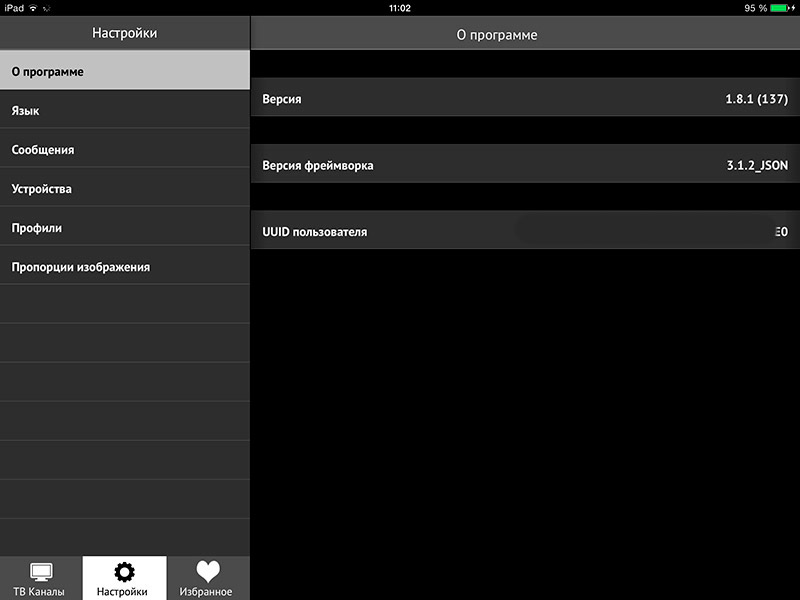 iPad 11:02 95 %
Настройки
О программе
О программе
Язык
Сообщения
Устройства
Профили
Пропорции изображения
Версия 1.8.1 (137)
Версия фреймворка 3.1.2_JSON
UUID пользователя E0
ТВ Каналы
Настройки
Избранное